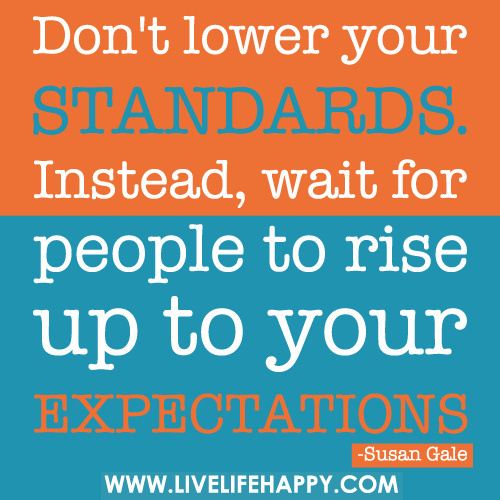 Don't lower your
STANDARDS.
Instead, wait for
people to rise
up to your
EXPECTATIONS
-Susan Gale
WWW.LIVELIFEHAPPY.COM